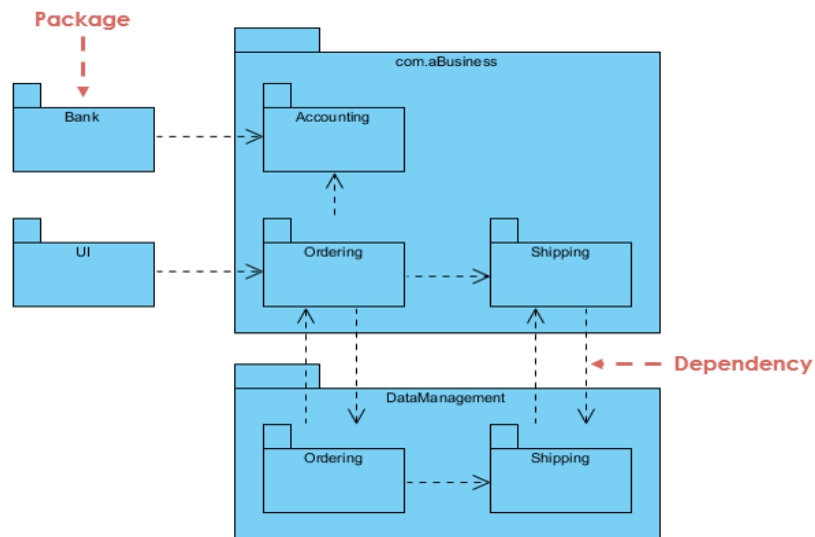 Package
com.aBusiness
Bank
Accounting
UI
Ordering
Shipping
Dependency
DataManagement
Ordering
Shipping